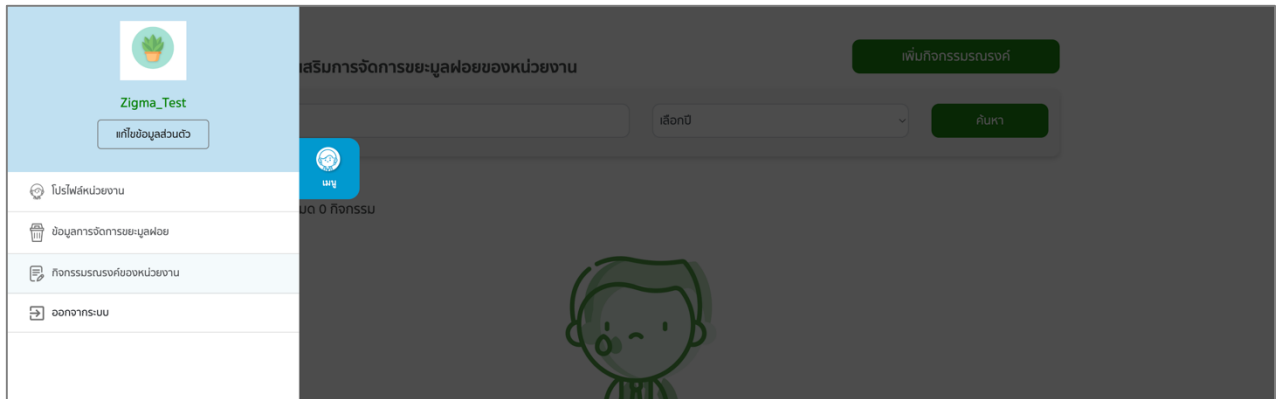 Zigma_Test
แก้ไขข้อมูลส่วนตัว
โปรไฟล์หน่วยงาน
ข้อมูลการจัดการขยะมูลฝอย
กิจกรรมรณรงค์ของหน่วยงาน
ออกจากระบบ
เมนู
เสริมการจัดการขยะมูลฝอยของหน่วยงาน
เพิ่มกิจกรรมรณรงค์
เลือกปี
ค้นหา
มด 0 กิจกรรม